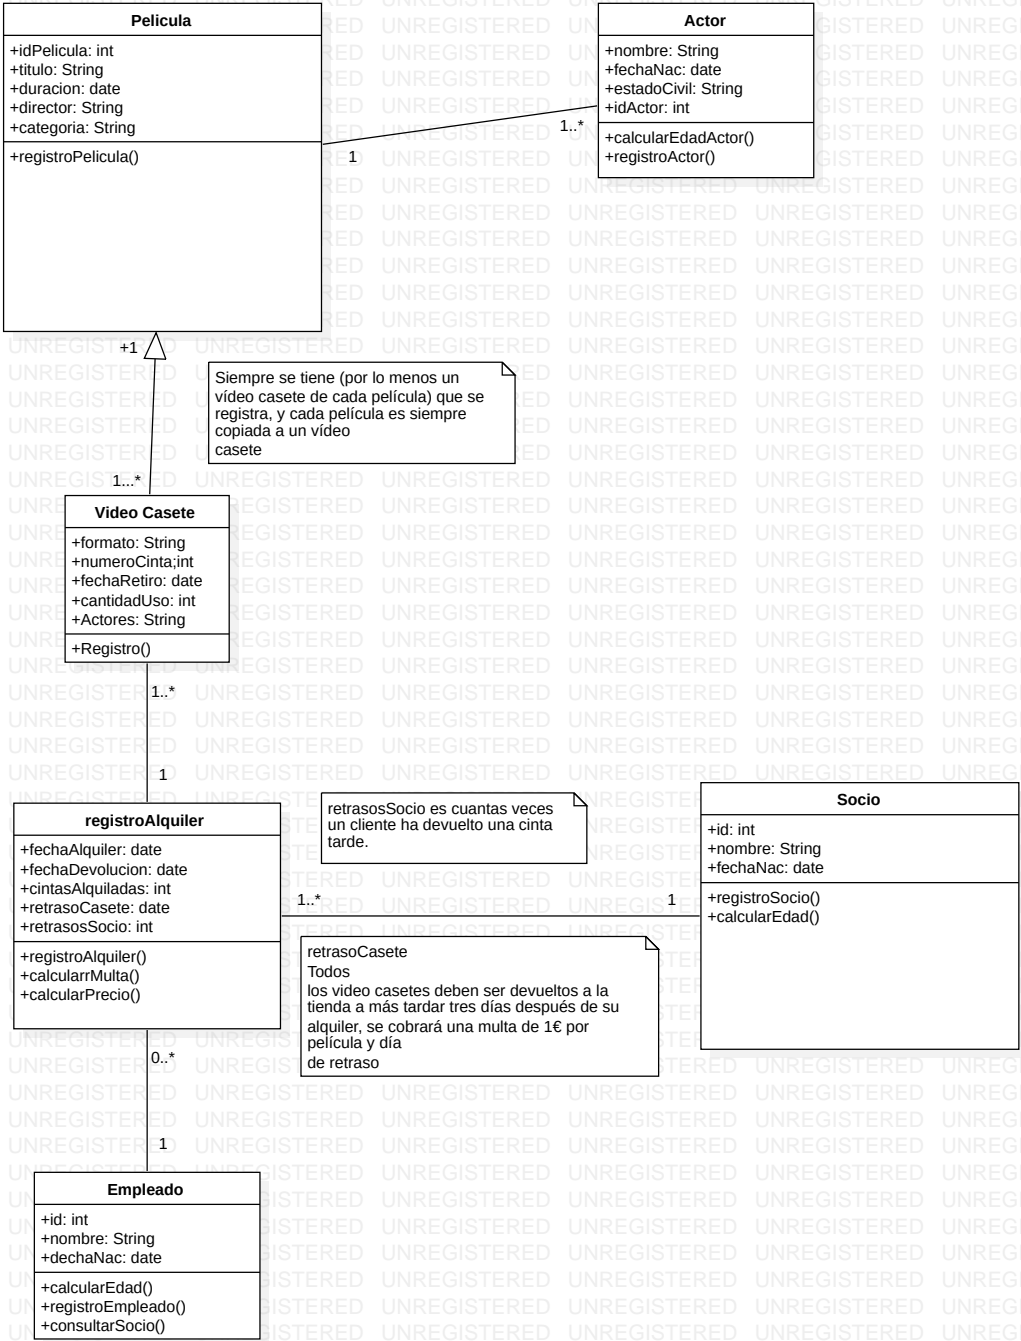 Pelicula
+idPelicula: int
+titulo: String
+duracion: date
+director: String
+categoria: String
+registroPelicula()
Actor
+nombre: String
+fechaNac: date
+estadoCivil: String
+idActor: int
+calcularEdadActor()
+registroActor()
1
1..*
+1
1...*
Siempre se tiene (por lo menos un
vídeo casete de cada película) que se
registra, y cada película es siempre
copiada a un vídeo
casete
Video Casete
+formato: String
+numeroCinta;int
+fechaRetiro: date
+cantidadUso: int
+Actores: String
+Registro()
1..*
1
registroAlquiler
+fechaAlquiler: date
+fechaDevolucion: date
+cintasAlquiladas: int
+retrasoCasete: date
+retrasosSocio: int
+registroAlquiler()
+calcularrMulta()
+calcularPrecio()
retrasosSocio es cuantas veces
un cliente ha devuelto una cinta
tarde.
1..*
1
Socio
+id: int
+nombre: String
+fechaNac: date
+registroSocio()
+calcularEdad()
retrasoCasete
Todos
los video casetes deben ser devueltos a la
tienda a más tardar tres días después de su
alquiler, se cobrará una multa de 1€ por
película y día
de retraso
0..*
1
Empleado
+id: int
+nombre: String
+dechaNac: date
+calcularEdad()
+registroEmpleado()
+consultarSocio()
UNREGISTERED